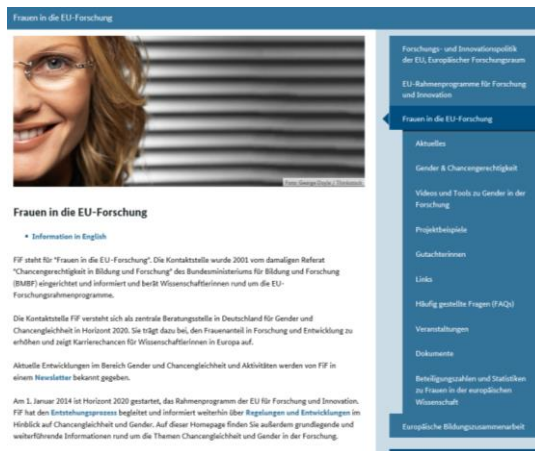 Frauen in die EU-Forschung
Foto: George Doyle / Thinkstock
Frauen in die EU-Forschung
Information in English
FiF steht für "Frauen in die EU-Forschung". Die Kontaktstelle wurde 2001 vom damaligen Referat
"Chancengerechtigkeit in Bildung und Forschung" des Bundesministeriums für Bildung und Forschung
(BMBF) eingerichtet und informiert und berät Wissenschaftlerinnen rund um die EU-
Forschungsrahmenprogramme.
Die Kontaktstelle FiF versteht sich als zentrale Beratungsstelle in Deutschland für Gender und
Chancengleichheit in Horizont 2020. Sie trägt dazu bei, den Frauenanteil in Forschung und Entwicklung zu
erhöhen und zeigt Karrierechancen für Wissenschaftlerinnen in Europa auf.
Aktuelle Entwicklungen im Bereich Gender und Chancengleichheit und Aktivitäten werden von FiF in
einem Newsletter bekannt gegeben.
Am 1. Januar 2014 ist Horizont 2020 gestartet, das Rahmenprogramm der EU für Forschung und Innovation.
FiF hat den Entstehungsprozess begleitet und informiert weiterhin über Regelungen und Entwicklungen im
Hinblick auf Chancengleichheit und Gender. Auf dieser Homepage finden Sie außerdem grundlegende und
weiterführende Informationen rund um die Themen Chancengleichheit und Gender in der Forschung.
Forschungs- und Innovationspolitik
der EU, Europäischer Forschungsraum
EU-Rahmenprogramme für Forschung
und Innovation
Frauen in die EU-Forschung
Aktuelles
Gender & Chancengerechtigkeit
Videos und Tools zu Gender in der
Forschung
Projektbeispiele
Gutachterinnen
Links
Häufig gestellte Fragen (FAQs)
Veranstaltungen
Dokumente
Beteiligungszahlen und Statistiken
zu Frauen in der europäischen
Wissenschaft
Europäische Bildungszusammenarbeit